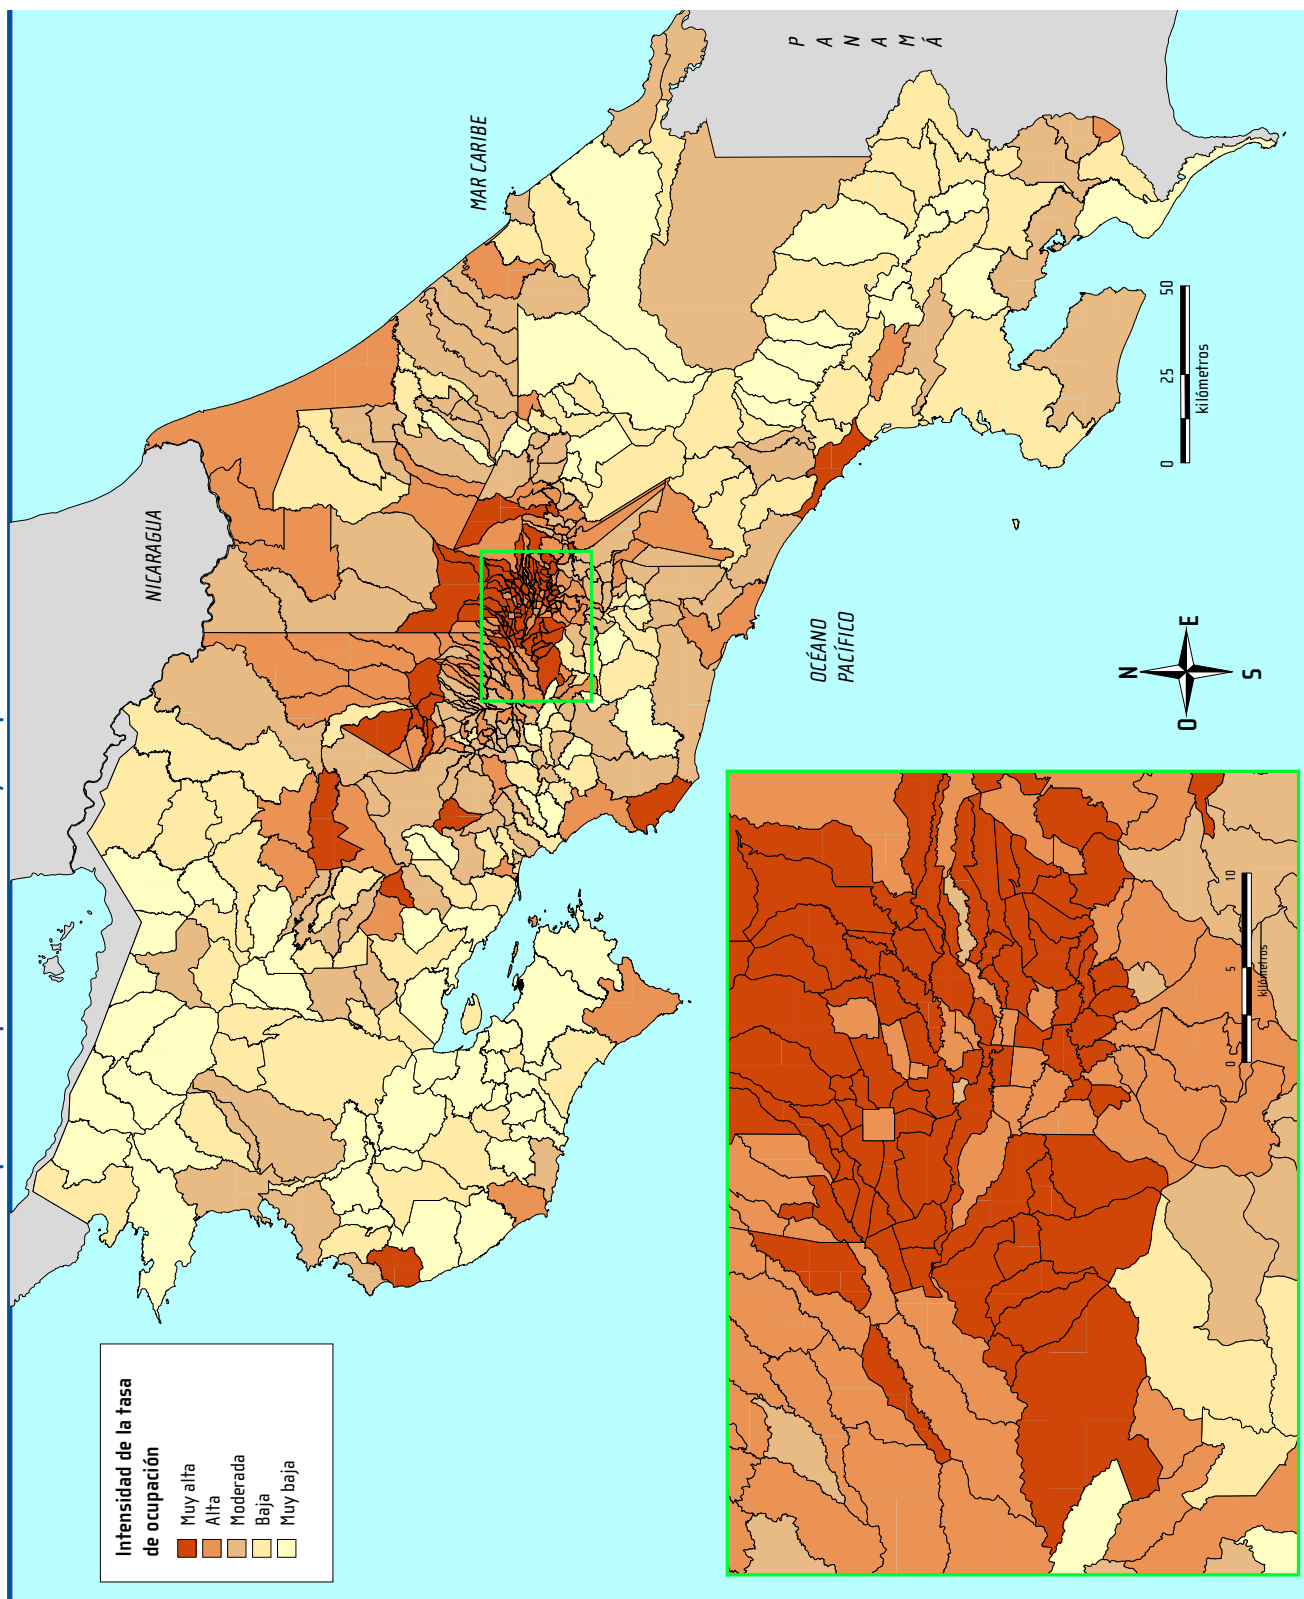 Intensidad de la tasa
de ocupación
Muy alta
Alta
Moderada
Baja
Muy baja
NICARAGUA
MAR CARIBE
PANAMÁ
OCÉANO
PACÍFICO
N
O
E
S
0
25
50
kilómetros
0
5
10
kilómetros